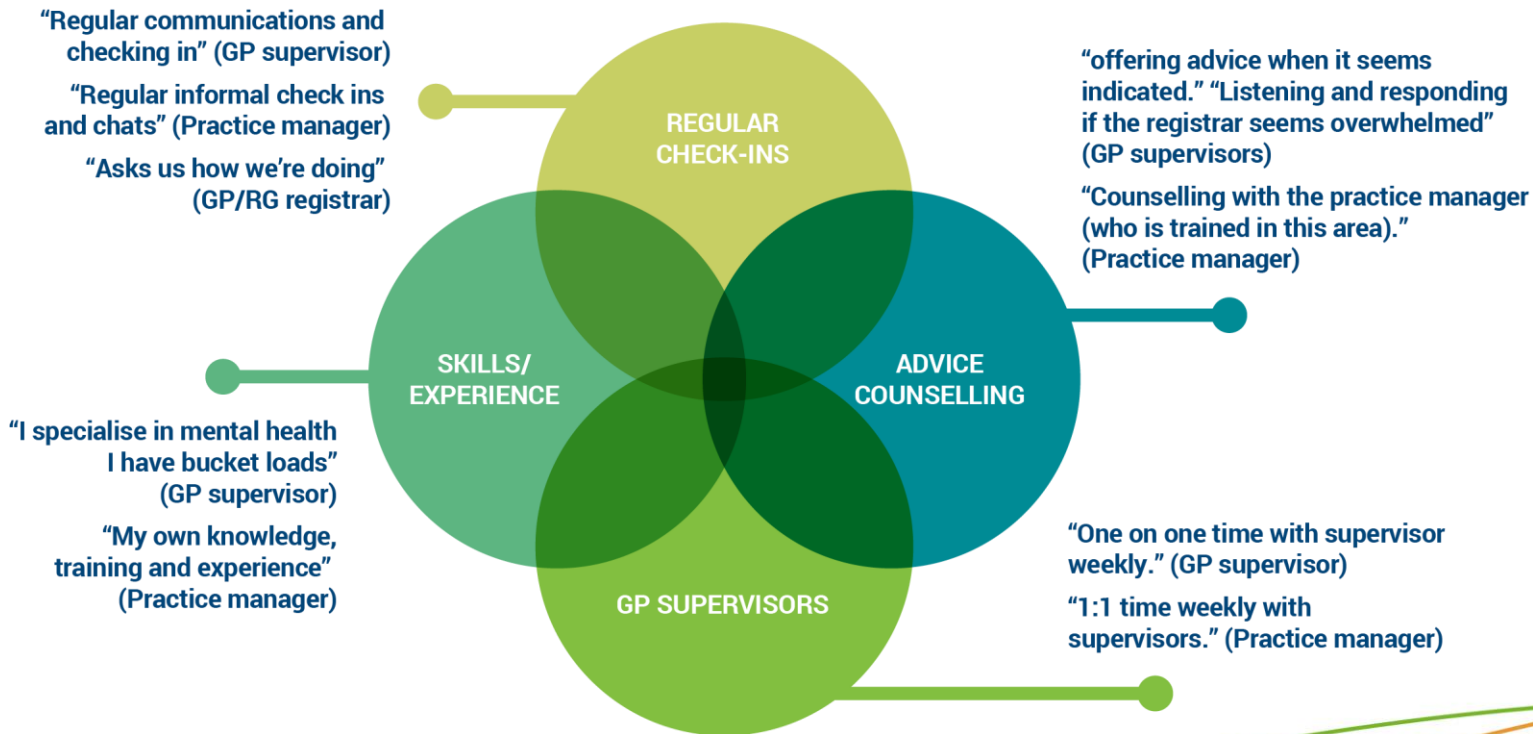 “Regular communications and
checking in” (GP supervisor)
“Regular informal check ins
and chats” (Practice manager)
“Asks us how we’re doing”
(GP/RG registrar)
REGULAR
CHECK-INS
“offering advice when it seems
indicated.” “Listening and responding
if the registrar seems overwhelmed”
(GP supervisors)
“Counselling with the practice manager
(who is trained in this area).”
(Practice manager)
SKILLS/
EXPERIENCE
ADVICE
COUNSELLING
“I specialise in mental health
I have bucket loads”
(GP supervisor)
“My own knowledge,
training and experience”
(Practice manager)
GP SUPERVISORS
“One on one time with supervisor
weekly.” (GP supervisor)
“1:1 time weekly with
supervisors.” (Practice manager)